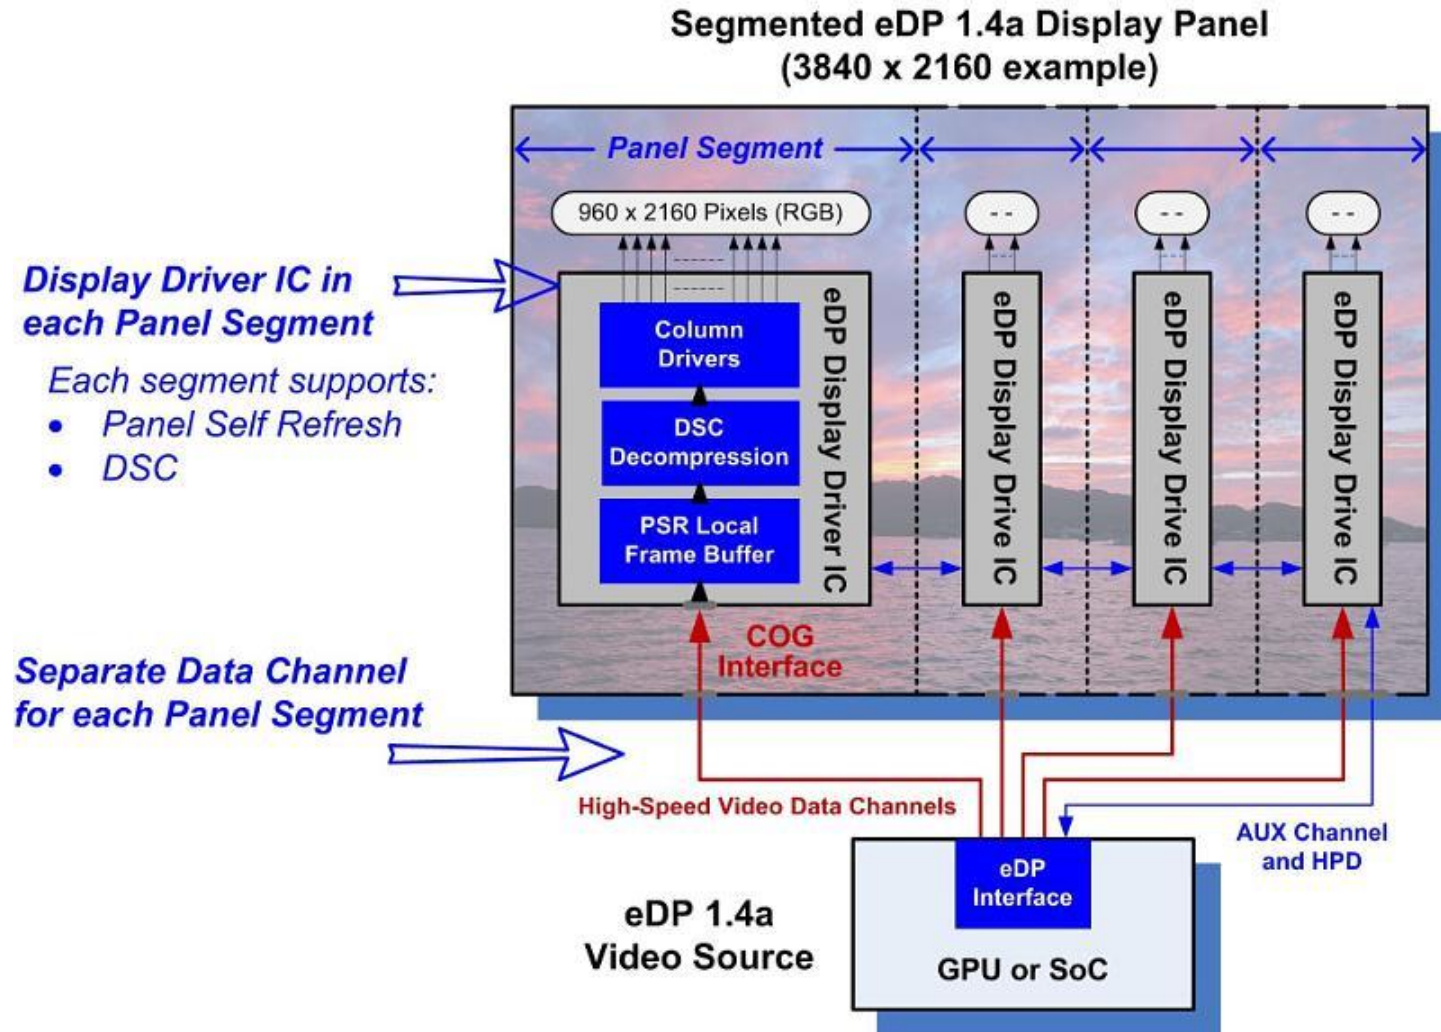 Segmented eDP 1.4a Display Panel
(3840 x 2160 example)
Panel Segment
960 x 2160 Pixels (RGB)
- -
- -
- -
Display Driver IC in
each Panel Segment
Each segment supports:
• Panel Self Refresh
• DSC
Column
Drivers
DSC
Decompression
PSR Local
Frame Buffer
eDP Display Driver IC
eDP Display Drive IC
eDP Display Drive IC
eDP Display Drive IC
COG
Interface
Separate Data Channel
for each Panel Segment
High-Speed Video Data Channels
AUX Channel
and HPD
eDP
Interface
eDP 1.4a
Video Source
GPU or SoC